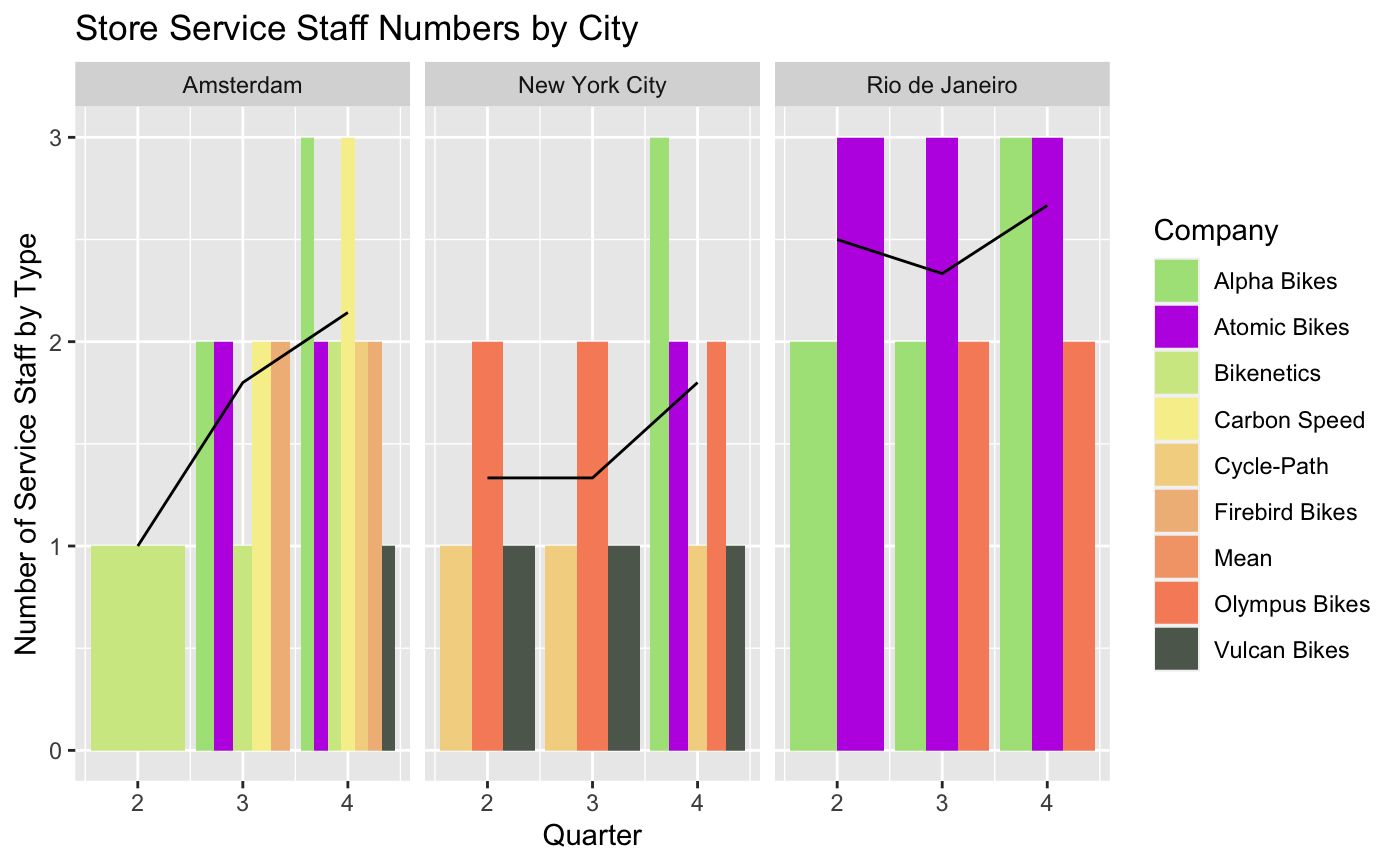 Store Service Staff Numbers by City
Amsterdam
New York City
Rio de Janeiro
Number of Service Staff by Type
3
2
1
0
2
3
4
2
3
4
2
3
4
Quarter
Company
Alpha Bikes
Atomic Bikes
Bikenetics
Carbon Speed
Cycle-Path
Firebird Bikes
Mean
Olympus Bikes
Vulcan Bikes